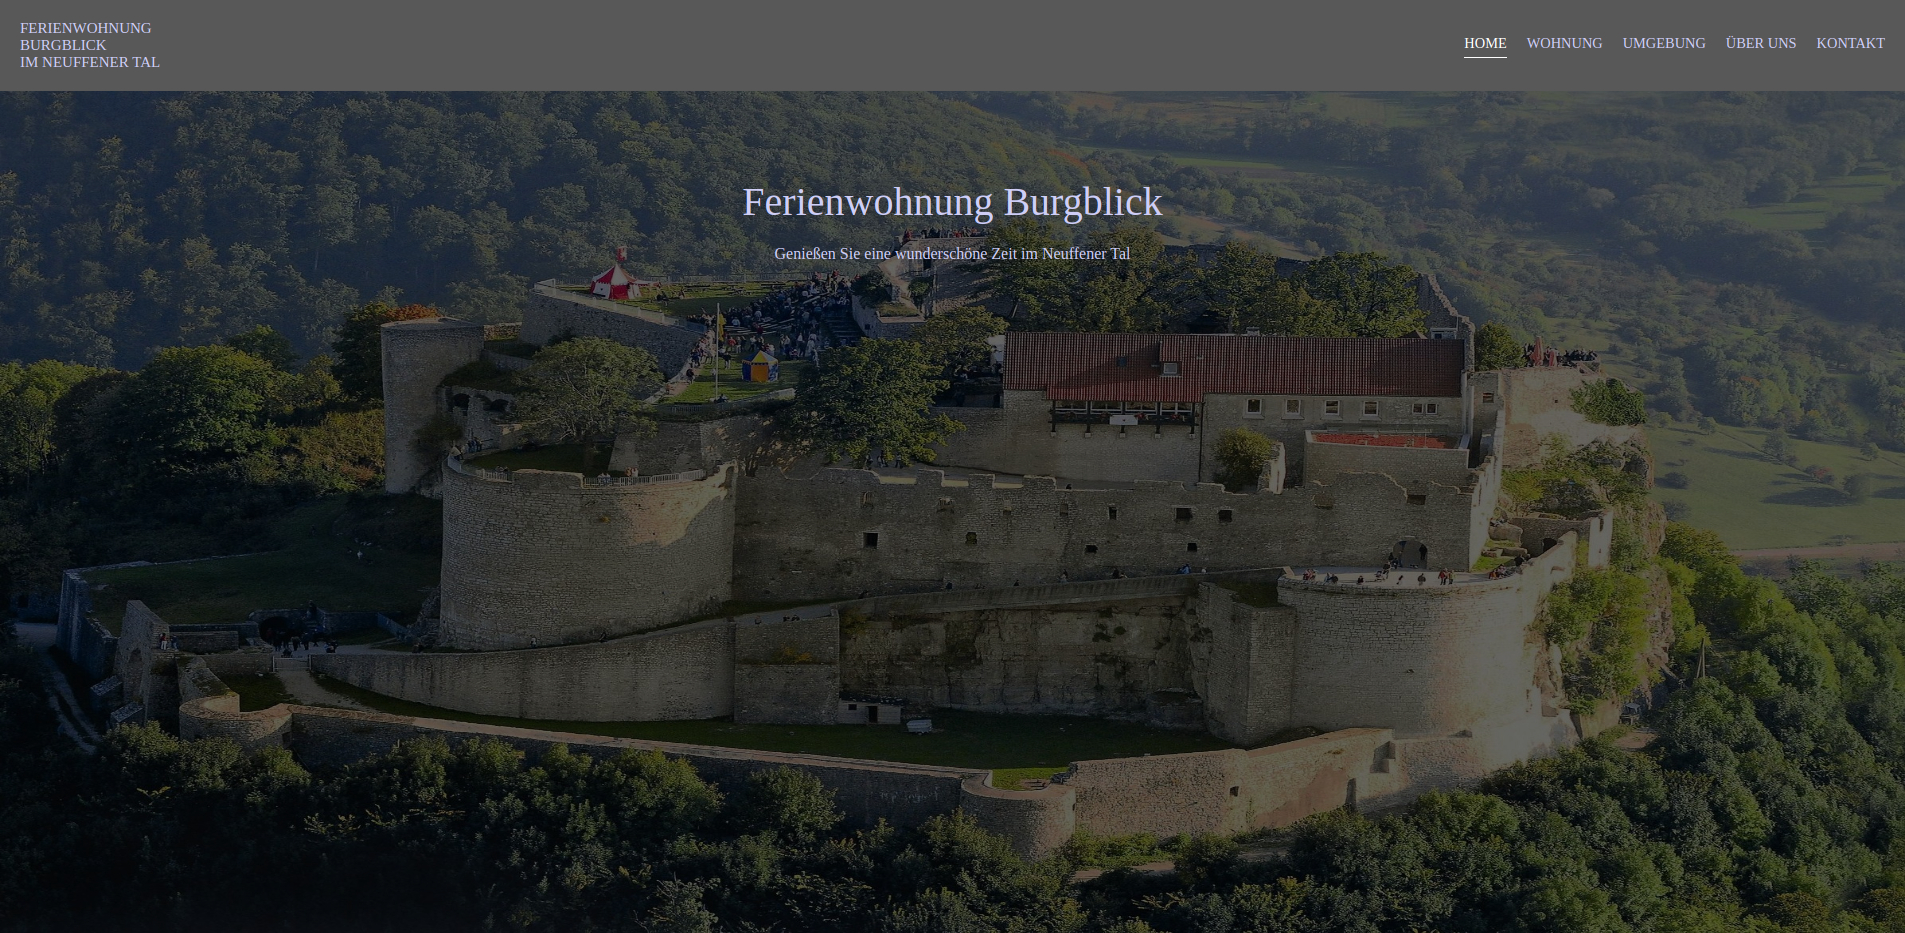 FERIENWOHNUNG
BURGBLICK
IM NEUFFENER TAL
HOME WOHNUNG UMGEBUNG ÜBER UNS KONTAKT
Ferienwohnung Burgblick
Genießen Sie eine wunderschöne Zeit im Neuffener Tal